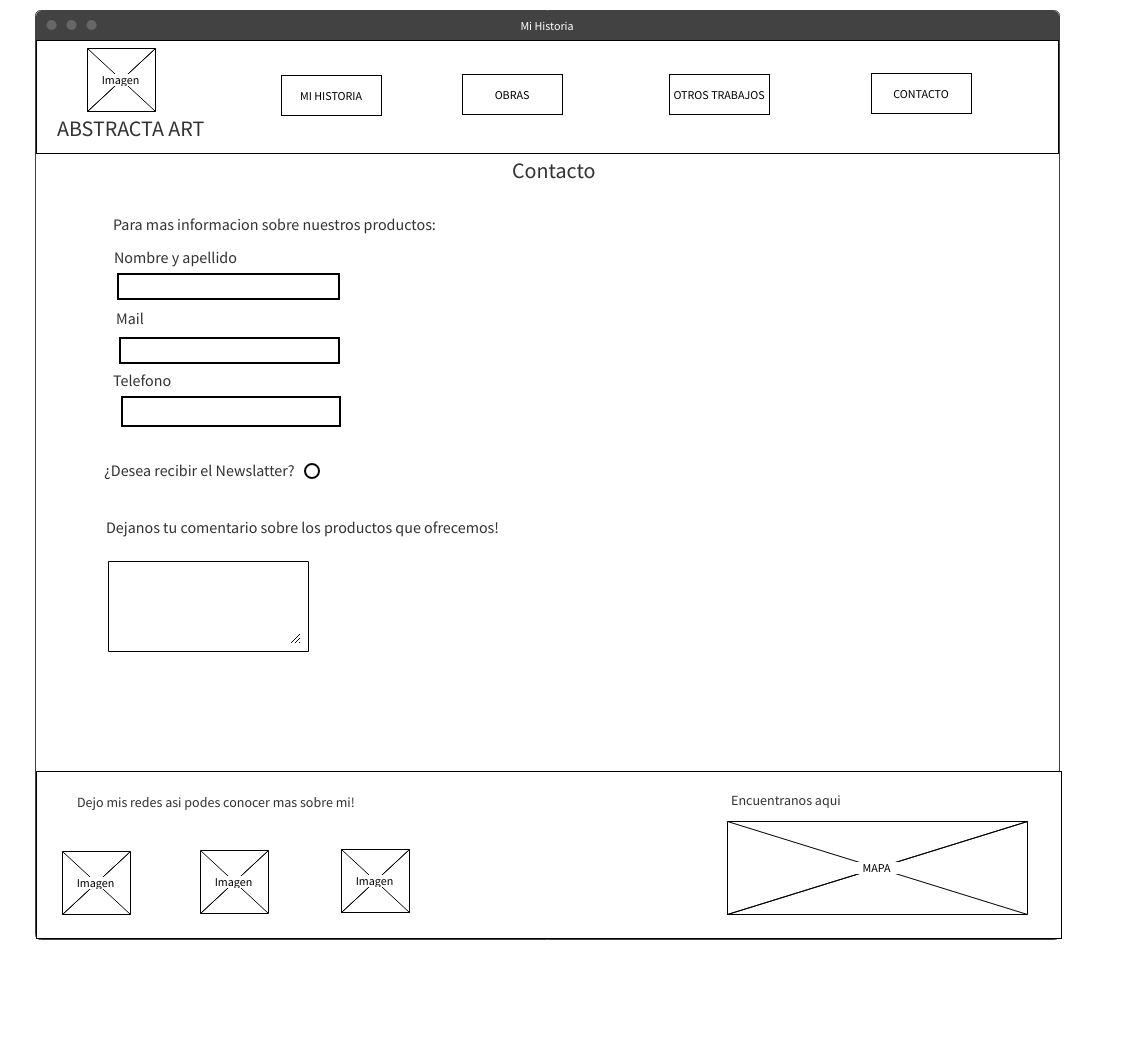 Mi Historia
Imagen
ABSTRACTA ART
MI HISTORIA
OBRAS
OTROS TRABAJOS
CONTACTO
Contacto
Para mas informacion sobre nuestros productos:
Nombre y apellido
Mail
Telefono
¿Desea recibir el Newslatter?
Dejanos tu comentario sobre los productos que ofrecemos!
Dejo mis redes asi podes conocer mas sobre mi!
Imagen
Imagen
Imagen
Encuentranos aqui
MAPA